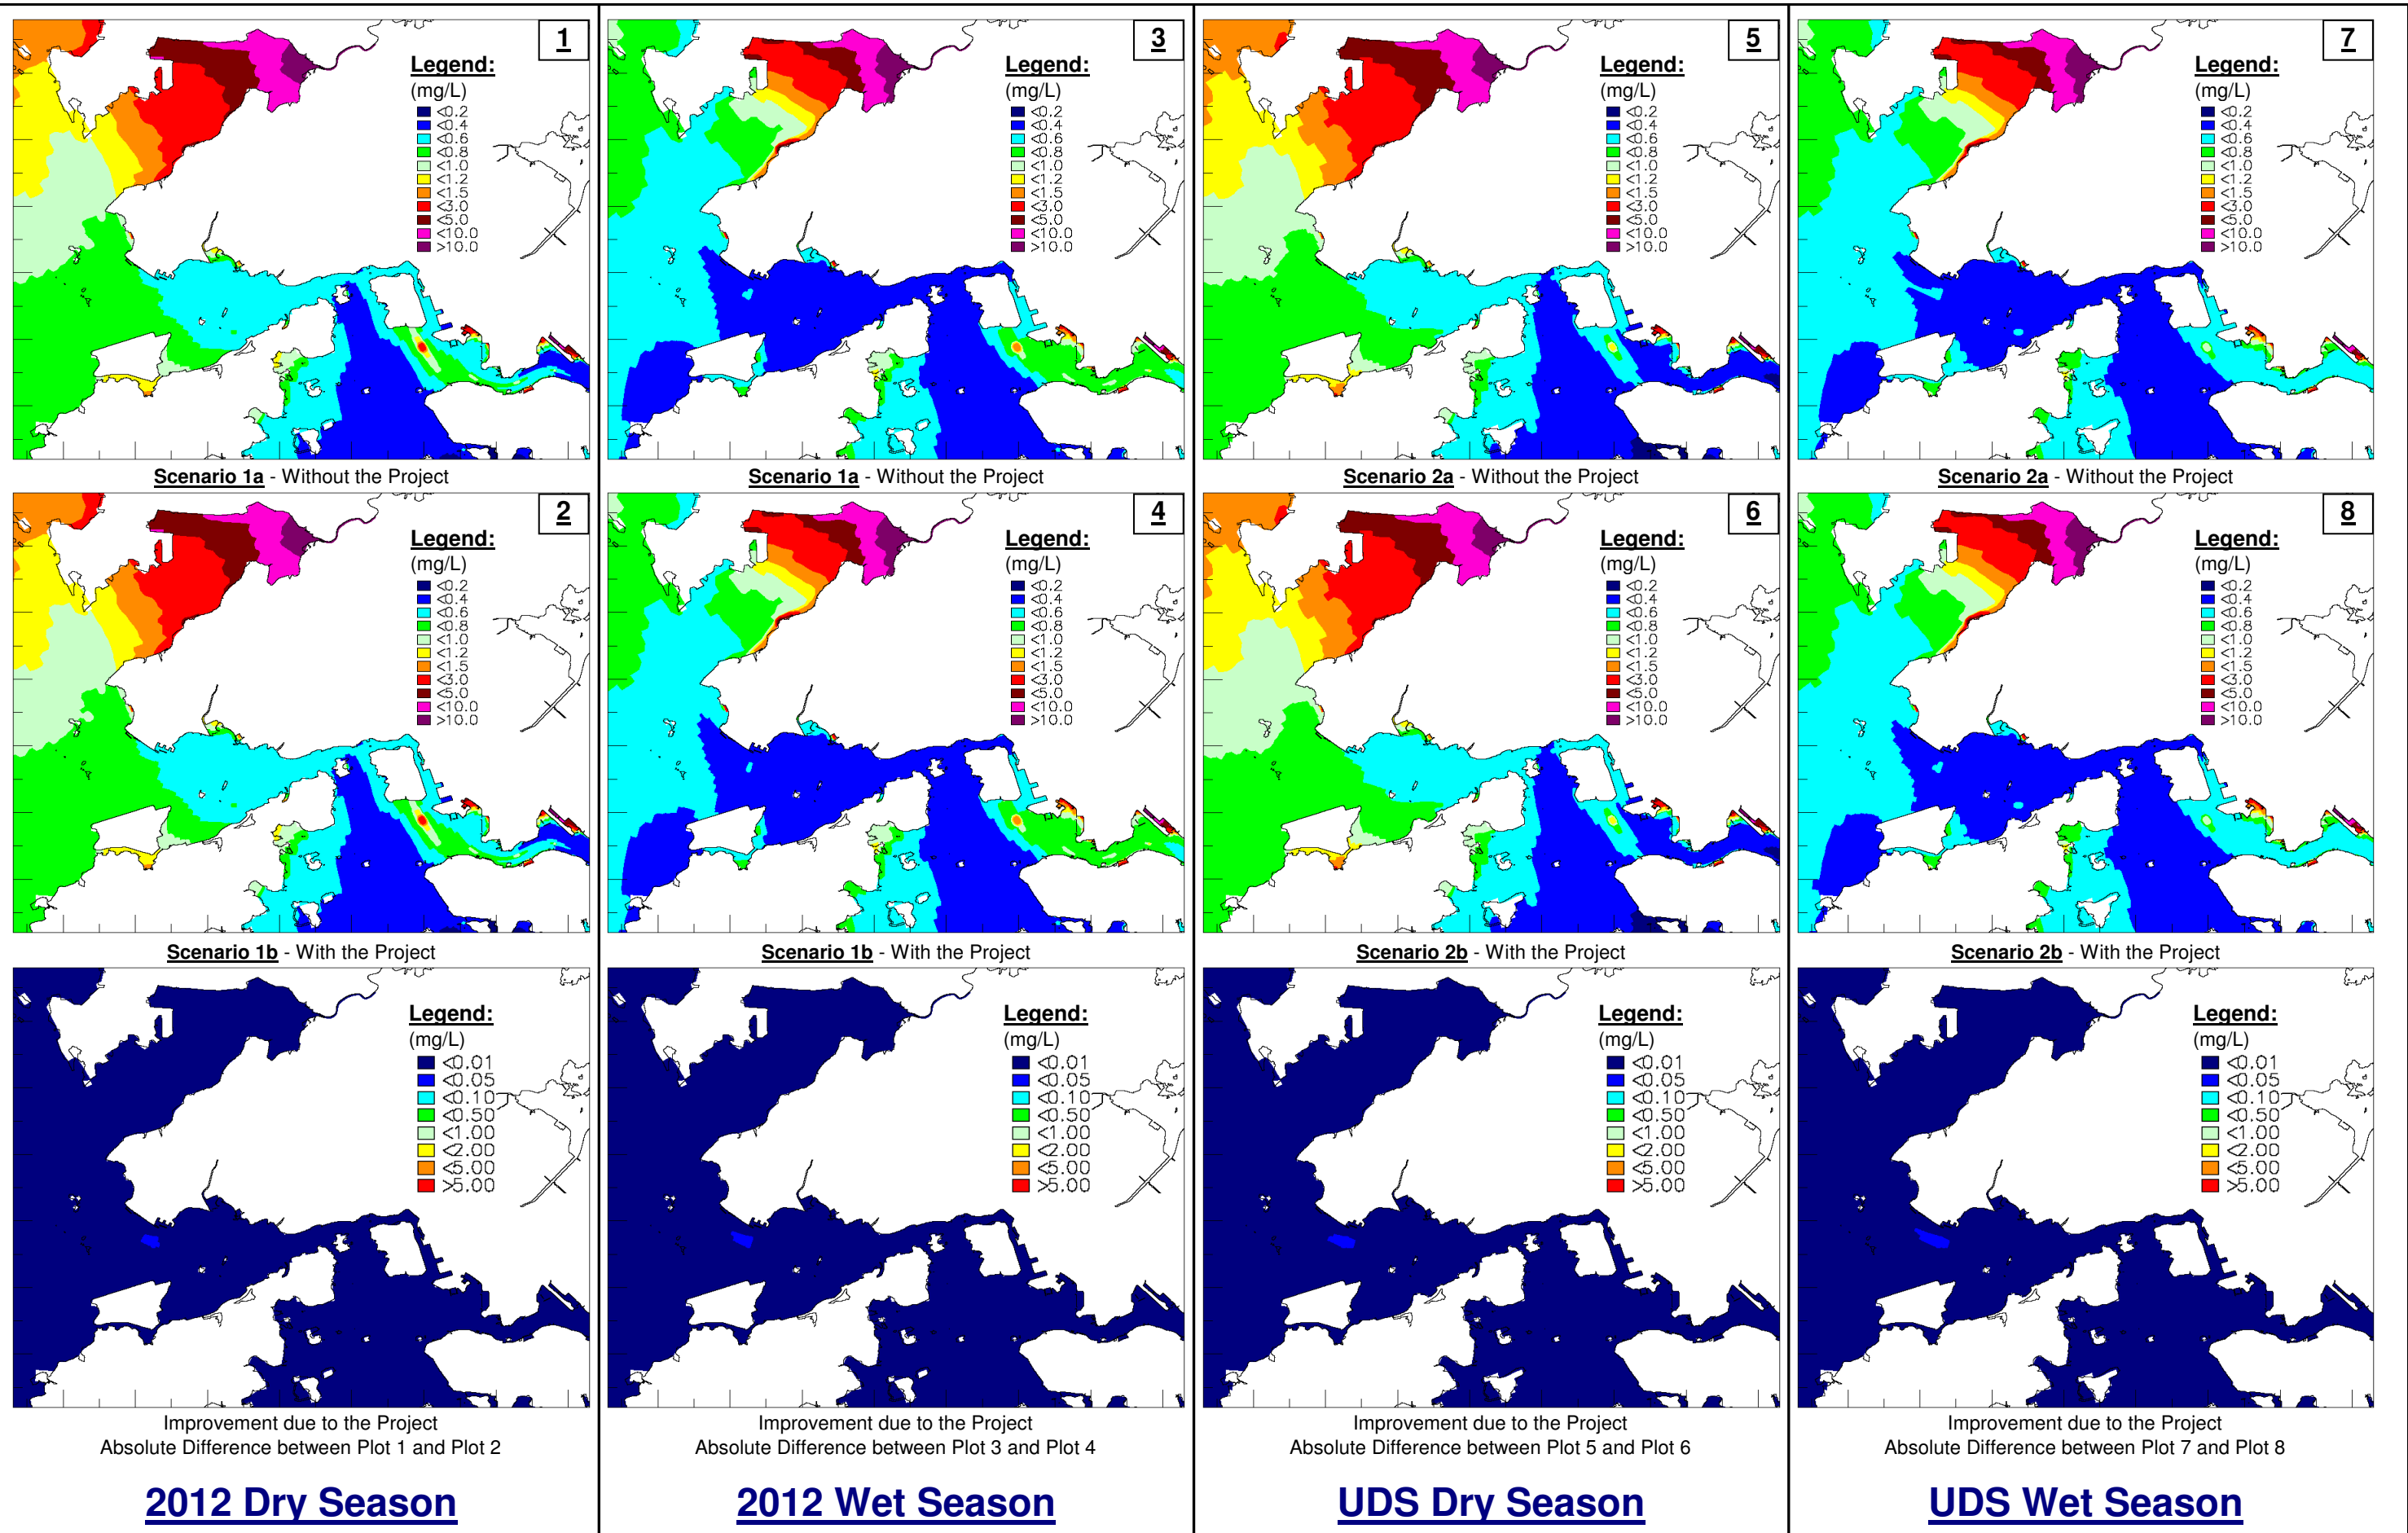 1
Legend:
(mg/L)
<0.2
<0.4
<0.6
<0.8
<1.0
<1.2
<1.5
<3.0
<5.0
<10.0
>10.0
Scenario 1a - Without the Project
2
Legend:
(mg/L)
<0.2
<0.4
<0.6
<0.8
<1.0
<1.2
<1.5
<3.0
<5.0
<10.0
>10.0
Scenario 1b - With the Project
Legend:
(mg/L)
<0.01
<0.05
<0.10
<0.50
<1.00
<2.00
<5.00
>5.00
Improvement due to the Project
Absolute Difference between Plot 1 and Plot 2
2012 Dry Season
3
Legend:
(mg/L)
<0.2
<0.4
<0.6
<0.8
<1.0
<1.2
<1.5
<3.0
<5.0
<10.0
>10.0
Scenario 1a - Without the Project
4
Legend:
(mg/L)
<0.2
<0.4
<0.6
<0.8
<1.0
<1.2
<1.5
<3.0
<5.0
<10.0
>10.0
Scenario 1b - With the Project
Legend:
(mg/L)
<0.01
<0.05
<0.10
<0.50
<1.00
<2.00
<5.00
>5.00
Improvement due to the Project
Absolute Difference between Plot 3 and Plot 4
2012 Wet Season
5
Legend:
(mg/L)
<0.2
<0.4
<0.6
<0.8
<1.0
<1.2
<1.5
<3.0
<5.0
<10.0
>10.0
Scenario 2a - Without the Project
6
Legend:
(mg/L)
<0.2
<0.4
<0.6
<0.8
<1.0
<1.2
<1.5
<3.0
<5.0
<10.0
>10.0
Scenario 2b - With the Project
Legend:
(mg/L)
<0.01
<0.05
<0.10
<0.50
<1.00
<2.00
<5.00
>5.00
Improvement due to the Project
Absolute Difference between Plot 5 and Plot 6
UDS Dry Season
7
Legend:
(mg/L)
<0.2
<0.4
<0.6
<0.8
<1.0
<1.2
<1.5
<3.0
<5.0
<10.0
>10.0
Scenario 2a - Without the Project
8
Legend:
(mg/L)
<0.2
<0.4
<0.6
<0.8
<1.0
<1.2
<1.5
<3.0
<5.0
<10.0
>10.0
Scenario 2b - With the Project
Legend:
(mg/L)
<0.01
<0.05
<0.10
<0.50
<1.00
<2.00
<5.00
>5.00
Improvement due to the Project
Absolute Difference between Plot 7 and Plot 8
UDS Wet Season